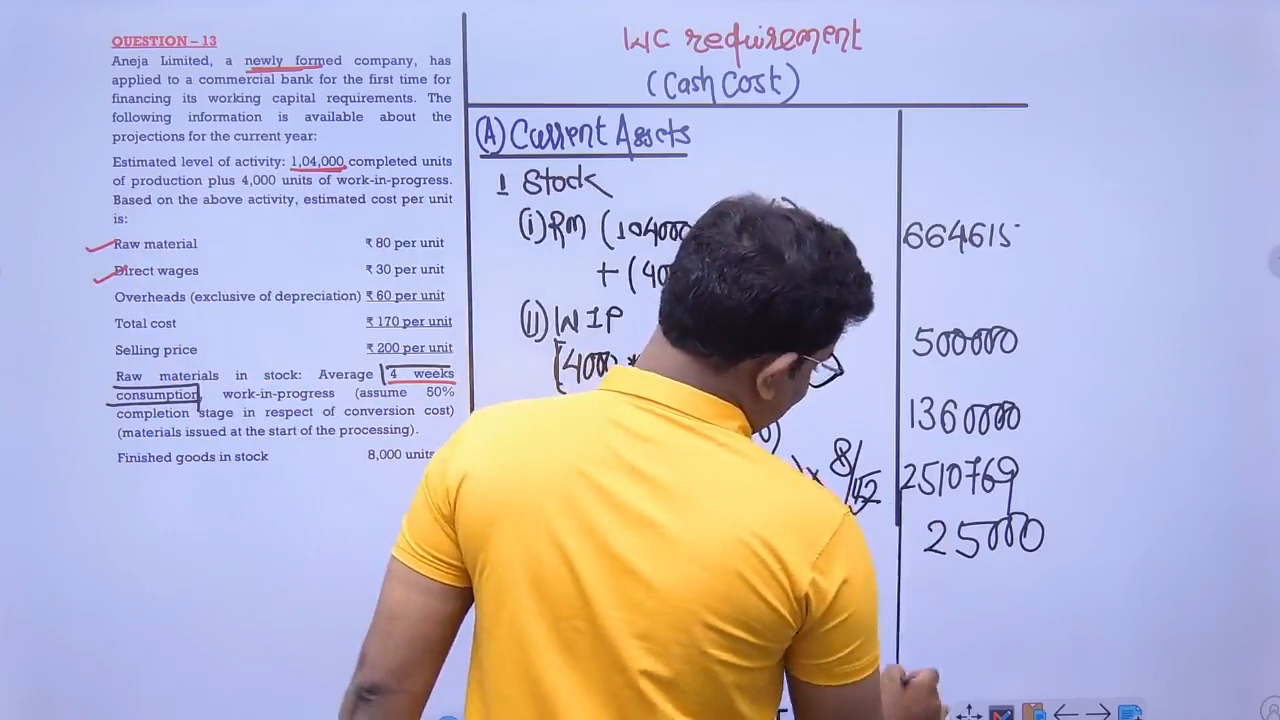 QUESTION – 13
Aneja Limited, a newly formed company, has
applied to a commercial bank for the first time for
financing its working capital requirements. The
following information is available about the
projections for the current year:
Estimated level of activity: 1,04,000 completed units
of production plus 4,000 units of work-in-progress.
Based on the above activity, estimated cost per unit
is:
Raw material ₹ 80 per unit
Direct wages ₹ 30 per unit
Overheads (exclusive of depreciation) ₹ 60 per unit
Total cost ₹ 170 per unit
Selling price ₹ 200 per unit
Raw materials in stock: Average 4 weeks
consumption, work-in-progress (assume 50%
completion stage in respect of conversion cost)
(materials issued at the start of the processing).
Finished goods in stock 8,000 units
WC requirement
(Cash Cost)
(A) Current Assets
1 Stock
(i) RM (104000 664615
+ (40
(ii) WIP
(4000 500000
1360000
8/52 2510769
25000